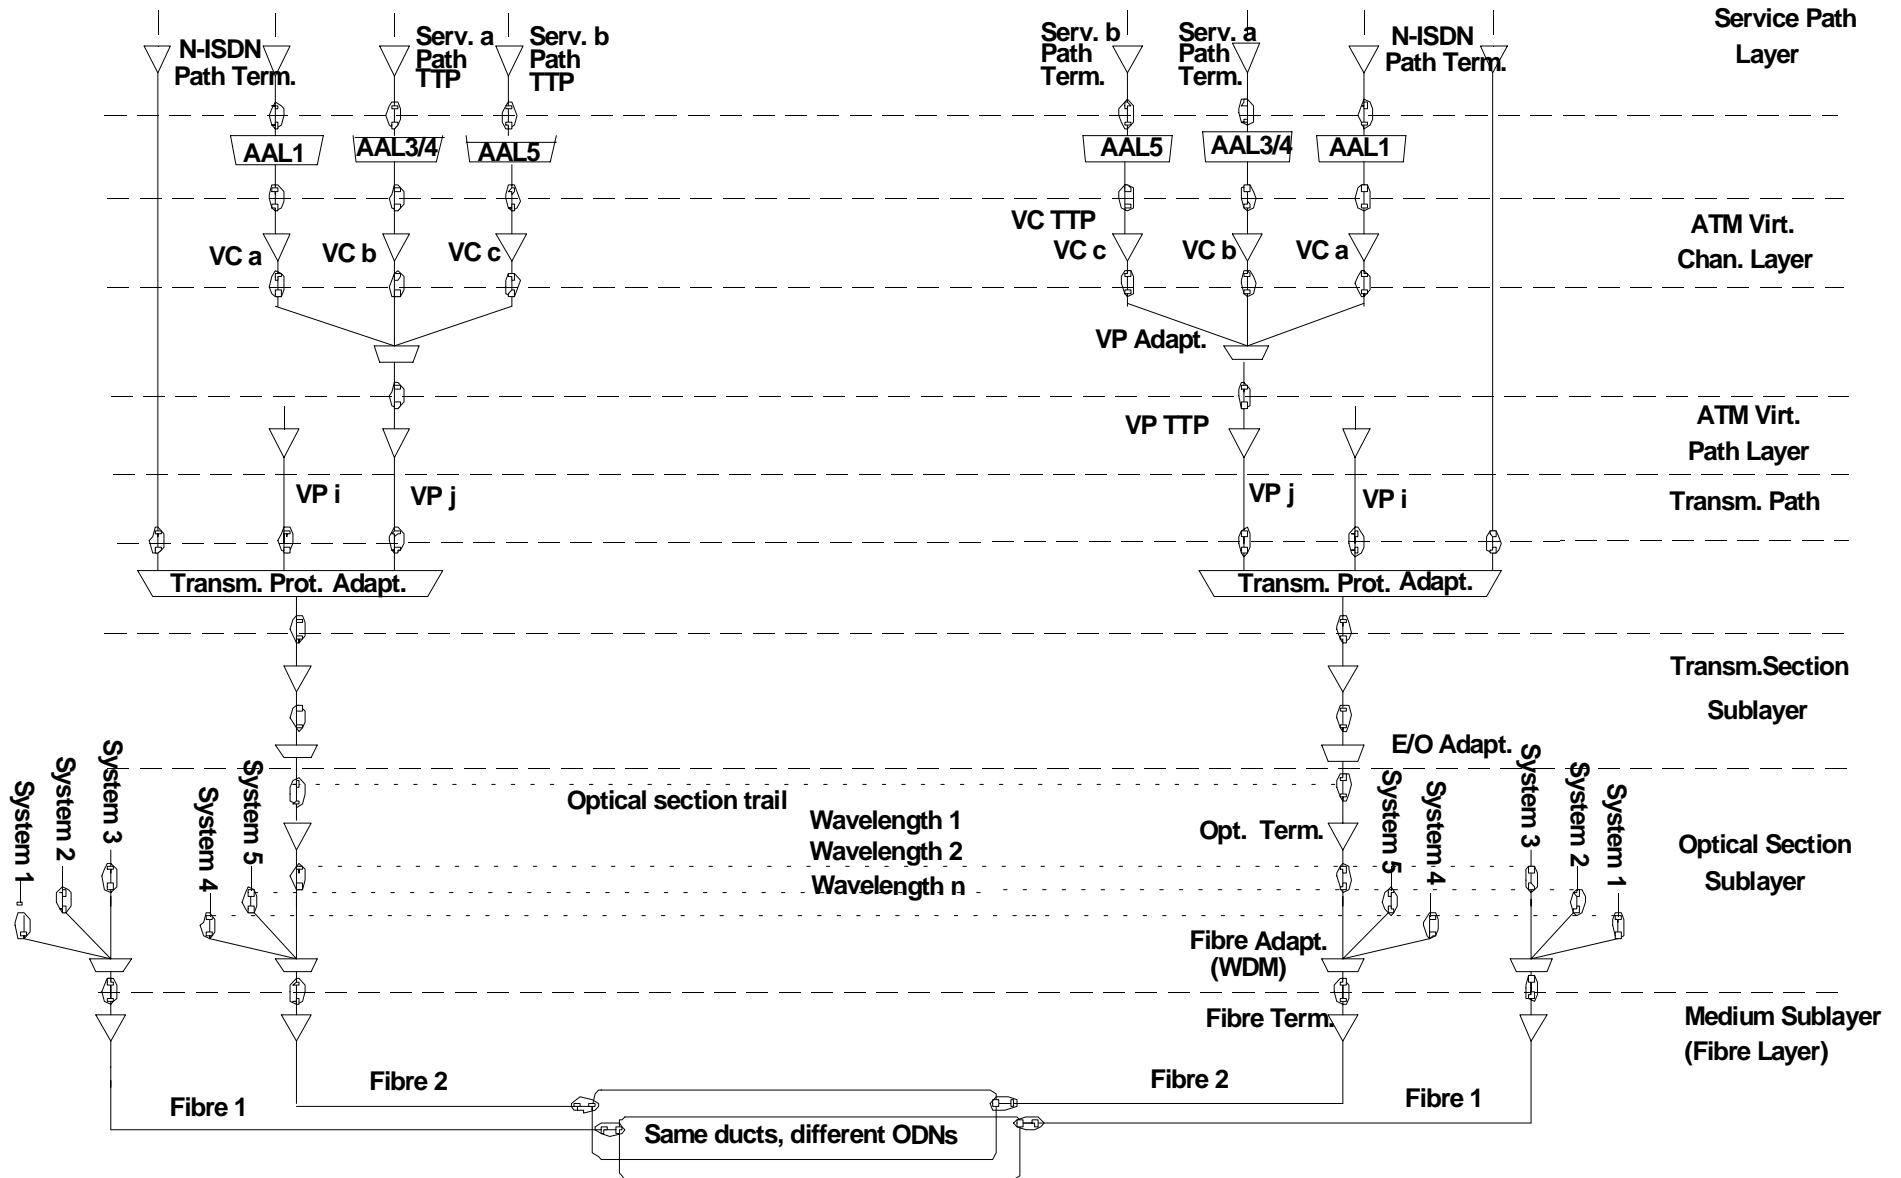 Service Path
Layer
N-ISDN
Path Term.
Serv. a
Path
TTP
Serv. b
Path
TTP
Serv. b
Path
Term.
Serv. a
Path
Term.
N-ISDN
Path Term.
AAL1
AAL3/4
AAL5
AAL5
AAL3/4
AAL1
VC TTP
VC a
VC b
VC c
VC c
VC b
VC a
ATM Virt.
Chan. Layer
VP Adapt.
VP TTP
ATM Virt.
Path Layer
VP i
VP j
VP j
VP i
Transm. Path
Transm. Prot. Adapt.
Transm. Prot. Adapt.
Transm.Section
Sublayer
E/O Adapt.
System 1
System 2
System 3
System 4
System 5
Optical section trail
Wavelength 1
Wavelength 2
Wavelength n
Opt. Term.
System 5
System 4
System 3
System 2
System 1
Optical Section
Sublayer
Fibre Adapt.
(WDM)
Fibre Term.
Medium Sublayer
(Fibre Layer)
Fibre 2
Fibre 1
Fibre 2
Fibre 1
Same ducts, different ODNs